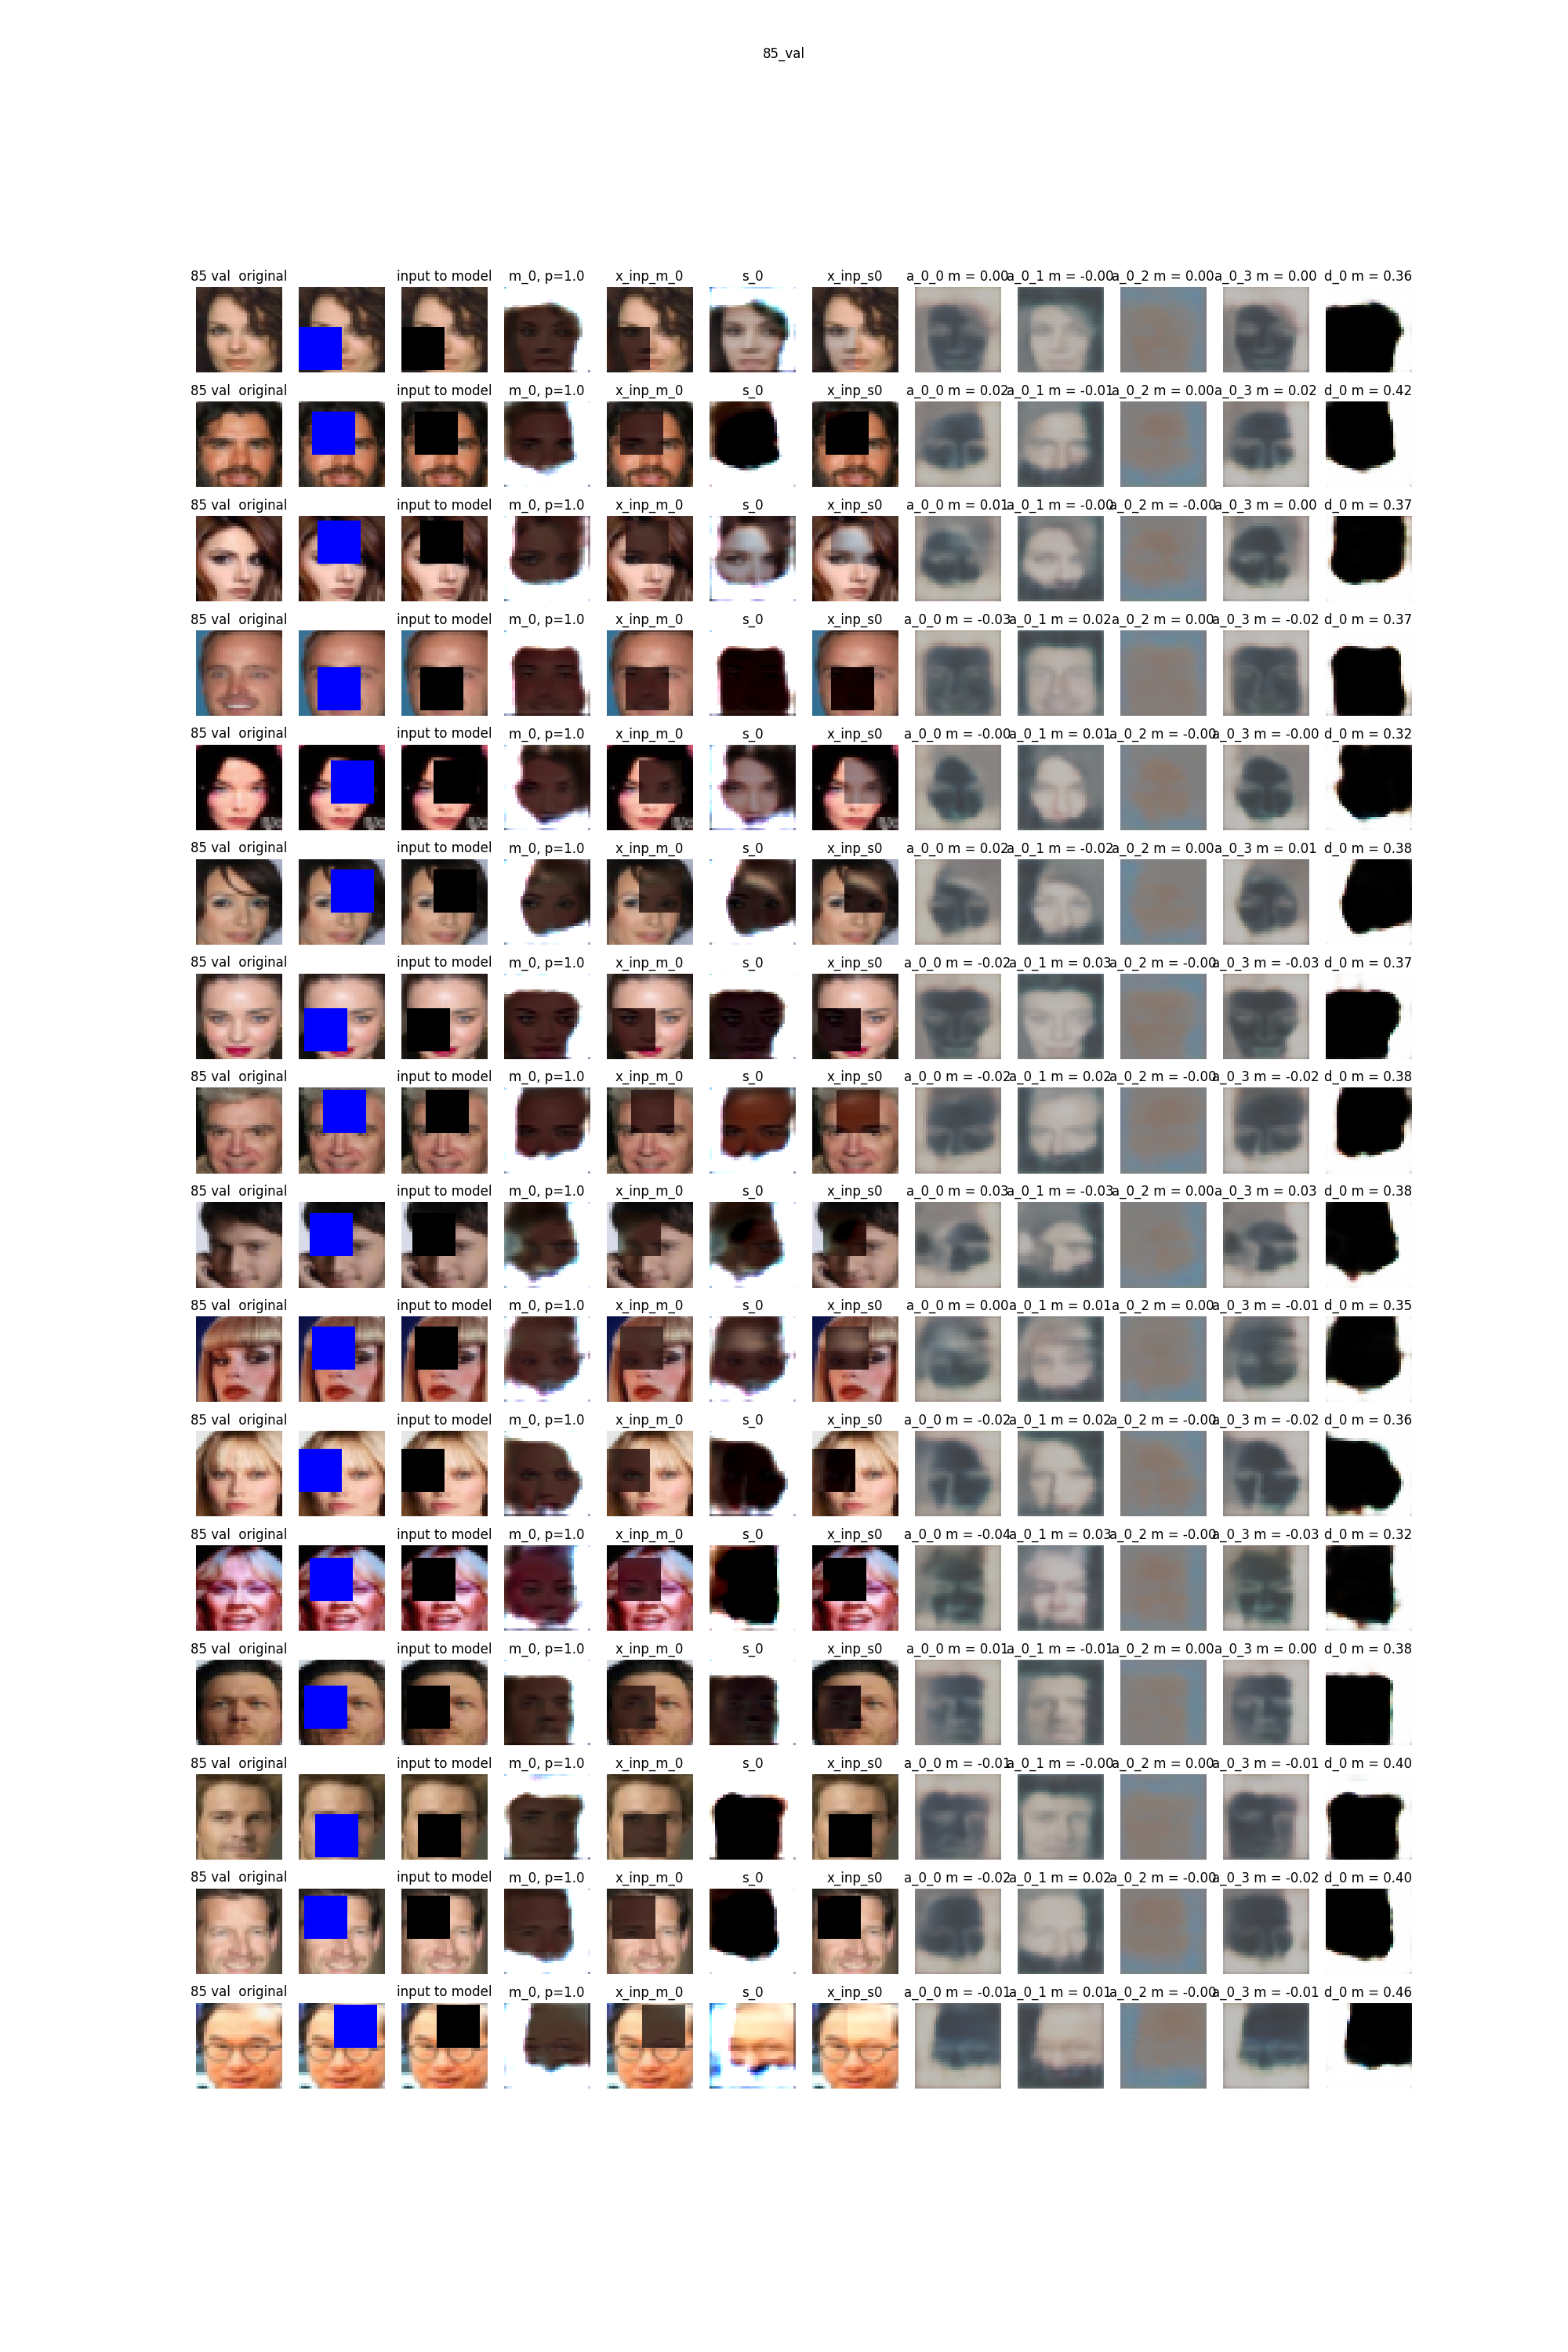 85_val
85 val original input to model m_0, p=1.0 x_inp_m_0 s_0 x_inp_s0 a_0_0 m = 0.00 a_0_1 m = -0.00 a_0_2 m = 0.00 a_0_3 m = 0.00 d_0 m = 0.36
85 val original input to model m_0, p=1.0 x_inp_m_0 s_0 x_inp_s0 a_0_0 m = 0.02 a_0_1 m = -0.01 a_0_2 m = 0.00 a_0_3 m = 0.02 d_0 m = 0.42
85 val original input to model m_0, p=1.0 x_inp_m_0 s_0 x_inp_s0 a_0_0 m = 0.01 a_0_1 m = -0.00 a_0_2 m = -0.00 a_0_3 m = 0.00 d_0 m = 0.37
85 val original input to model m_0, p=1.0 x_inp_m_0 s_0 x_inp_s0 a_0_0 m = -0.03 a_0_1 m = 0.02 a_0_2 m = 0.00 a_0_3 m = -0.02 d_0 m = 0.37
85 val original input to model m_0, p=1.0 x_inp_m_0 s_0 x_inp_s0 a_0_0 m = -0.00 a_0_1 m = 0.01 a_0_2 m = -0.00 a_0_3 m = -0.00 d_0 m = 0.32
85 val original input to model m_0, p=1.0 x_inp_m_0 s_0 x_inp_s0 a_0_0 m = 0.02 a_0_1 m = -0.02 a_0_2 m = 0.00 a_0_3 m = 0.01 d_0 m = 0.38
85 val original input to model m_0, p=1.0 x_inp_m_0 s_0 x_inp_s0 a_0_0 m = -0.02 a_0_1 m = 0.03 a_0_2 m = -0.00 a_0_3 m = -0.03 d_0 m = 0.37
85 val original input to model m_0, p=1.0 x_inp_m_0 s_0 x_inp_s0 a_0_0 m = -0.02 a_0_1 m = 0.02 a_0_2 m = -0.00 a_0_3 m = -0.02 d_0 m = 0.38
85 val original input to model m_0, p=1.0 x_inp_m_0 s_0 x_inp_s0 a_0_0 m = 0.03 a_0_1 m = -0.03 a_0_2 m = 0.00 a_0_3 m = 0.03 d_0 m = 0.38
85 val original input to model m_0, p=1.0 x_inp_m_0 s_0 x_inp_s0 a_0_0 m = 0.00 a_0_1 m = 0.01 a_0_2 m = 0.00 a_0_3 m = -0.01 d_0 m = 0.35
85 val original input to model m_0, p=1.0 x_inp_m_0 s_0 x_inp_s0 a_0_0 m = -0.02 a_0_1 m = 0.02 a_0_2 m = -0.00 a_0_3 m = -0.02 d_0 m = 0.36
85 val original input to model m_0, p=1.0 x_inp_m_0 s_0 x_inp_s0 a_0_0 m = -0.04 a_0_1 m = 0.03 a_0_2 m = -0.00 a_0_3 m = -0.03 d_0 m = 0.32
85 val original input to model m_0, p=1.0 x_inp_m_0 s_0 x_inp_s0 a_0_0 m = 0.01 a_0_1 m = -0.01 a_0_2 m = 0.00 a_0_3 m = 0.00 d_0 m = 0.38
85 val original input to model m_0, p=1.0 x_inp_m_0 s_0 x_inp_s0 a_0_0 m = -0.01 a_0_1 m = -0.00 a_0_2 m = 0.00 a_0_3 m = -0.01 d_0 m = 0.40
85 val original input to model m_0, p=1.0 x_inp_m_0 s_0 x_inp_s0 a_0_0 m = -0.02 a_0_1 m = 0.02 a_0_2 m = -0.00 a_0_3 m = -0.02 d_0 m = 0.40
85 val original input to model m_0, p=1.0 x_inp_m_0 s_0 x_inp_s0 a_0_0 m = -0.01 a_0_1 m = 0.01 a_0_2 m = -0.00 a_0_3 m = -0.01 d_0 m = 0.46